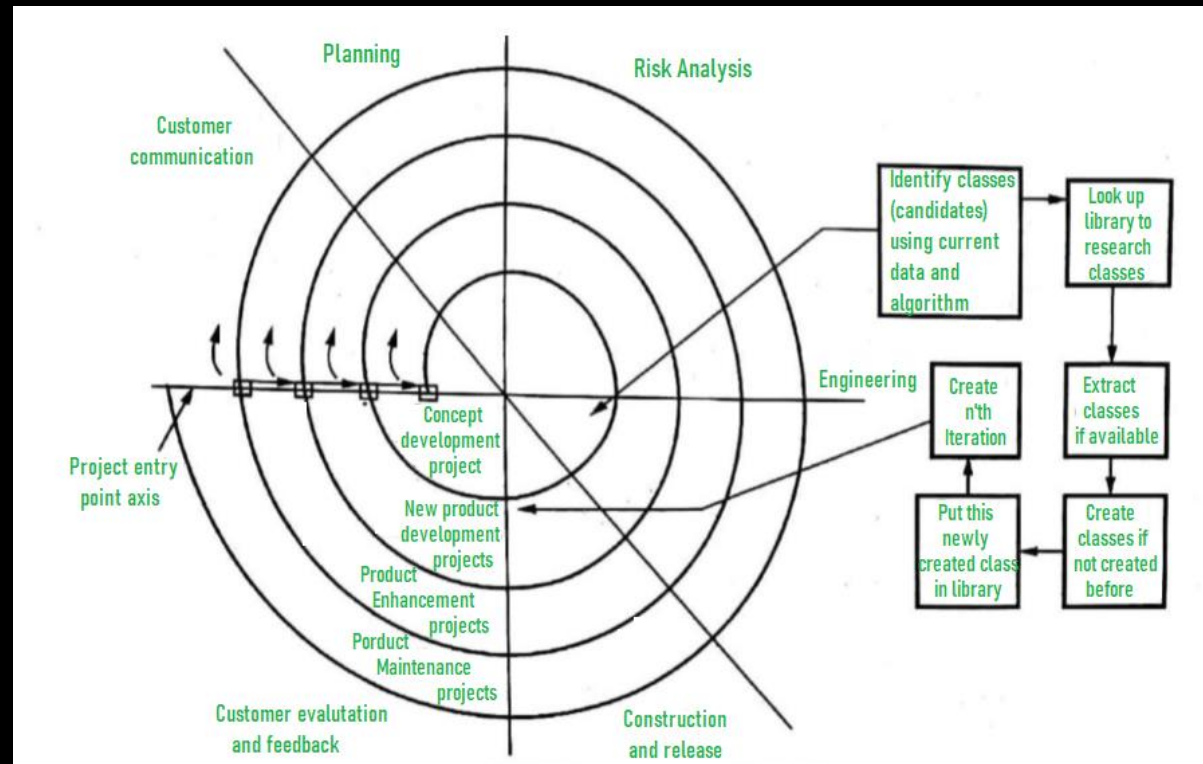 Planning
Risk Analysis
Customer
communication
Identify classes
(candidates)
using current
data and
algorithm
Look up
library to
research
classes
Engineering
Create
n'th
Iteration
Extract
classes
if available
Concept
development
project
Project entry
point axis
New product
development
projects
Put this
newly
created class
in library
Create
classes if
not created
before
Product
Enhancement
projects
Porduct
Maintenance
projects
Customer evalutation
and feedback
Construction
and release